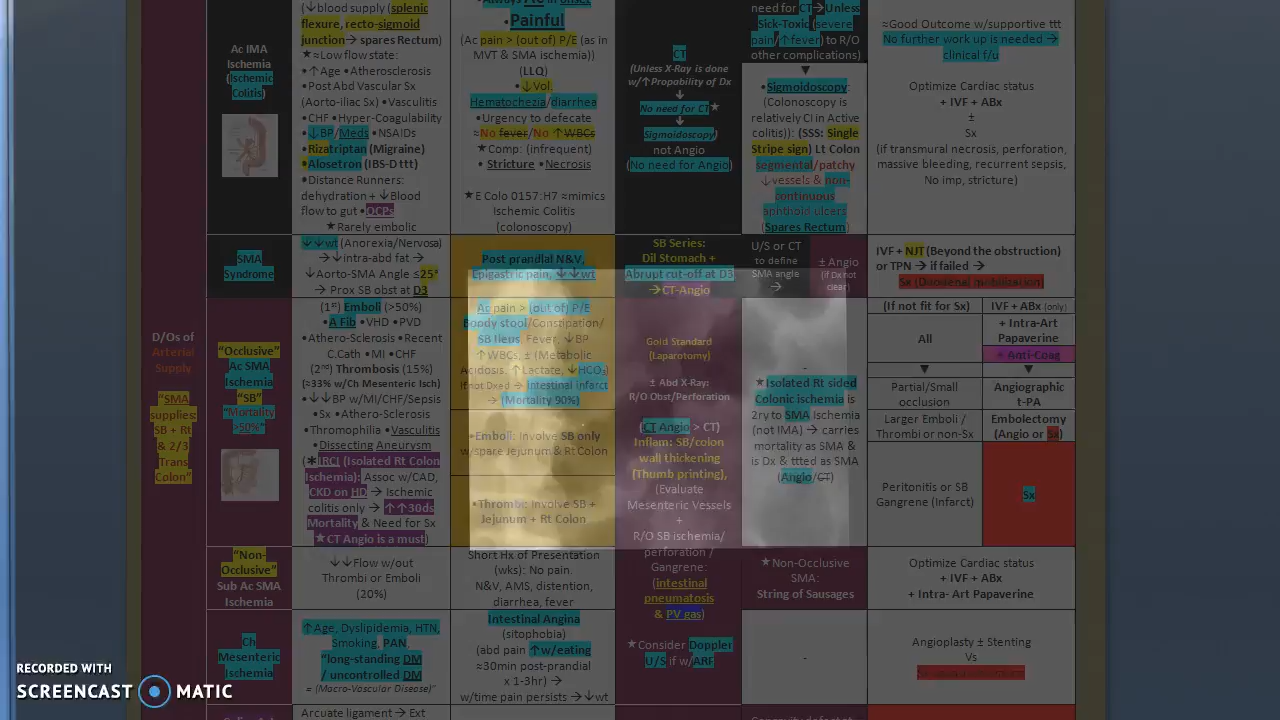 (↓blood supply (splenic
flexure, recto-sigmoid
junction→ spares Rectum)
★≈Low flow state:
•↑Age •Atherosclerosis
•Post Abd Vascular Sx
(Aorto-iliac Sx) •Vasculitis
•CHF •Hyper-Coagulability
•↓BP/Meds •NSAIDs
•Rizatriptan (Migraine)
•Alosetron (IBS-D ttt)
•Distance Runners:
dehydration + ↓Blood
flow to gut •OCPs
★Rarely embolic
Ac IMA
Ischemia
(Ischemic
Colitis)
•Painful
(Ac pain > (out of) P/E (as in
MVT & SMA ischemia))
(LLQ)
•↓Vol.
Hematochezia/diarrhea
•Urgency to defecate
≈No fever/No ↑WBCs
★Comp: (infrequent)
• Stricture •Necrosis
★E Colo 0157:H7 ≈mimics
Ischemic Colitis
(colonoscopy)
CT
(Unless X-Ray is done
w/↑Propability of Dx
↓
No need for CT★
↓
Sigmoidoscopy)
not Angio
(No need for Angio)
need for CT→ Unless
Sick-Toxic (severe
pain/↑fever) to R/O
other complications)
▼
•Sigmoidoscopy:
(Colonoscopy is
relatively CI in Active
colitis)): (SSS: Single
Stripe sign) Lt Colon
segmental/patchy
↓vessels & non-
continuous
aphthoid ulcers
(Spares Rectum)
≈Good Outcome w/supportive ttt
No further work up is needed →
clinical f/u
Optimize Cardiac status
+ IVF + ABx
±
Sx
(if transmural necrosis, perforation,
massive bleeding, recurrent sepsis,
No imp, stricture)
SMA
Syndrome
↓↓wt (Anorexia/Nervosa)
→↓intra-abd fat →
↓Aorto-SMA Angle ≤25°
→ Prox SB obst at D3
Post prandial N&V,
Epigastric pain, ↓↓wt
SB Series:
Dil Stomach +
Abrupt cut-off at D3
→CT-Angio
U/S or CT
to define
SMA angle
→
± Angio
(if Dx not
clear)
IVF + NJT (Beyond the obstruction)
or TPN → if failed →
Sx (Duodenal mobilization)
D/Os of
Arterial
Supply
"SMA
supplies:
SB + Rt
& 2/3
Trans
Colon"
"Occlusive"
Ac SMA
Ischemia
"SB"
"Mortality
>50%"
(1ry) Emboli (>50%)
•A Fib •VHD •PVD
•Athero-Sclerosis •Recent
C.Cath •MI •CHF
(2ry) Thrombosis (15%)
(≈33% w/Ch Mesenteric Isch)
•↓↓BP w/MI/CHF/Sepsis
•Sx •Athero-Sclerosis
•Thromophilia •Vasculitis
•Dissecting Aneurysm
(✱IRCI (Isolated Rt Colon
Ischemia): Assoc w/CAD,
CKD on HD → Ischemic
colitis only → ↑↑30ds
Mortality & Need for Sx
★CT Angio is a must)
Ac pain > (out of) P/E
Boody stool/Constipation/
SB Ileus, Fever, ↓BP
↑WBCs, ± (Metabolic
Acidosis, ↑Lactate, ↓HCO3)
If not Dxed → Intestinal infarct
→ (Mortality 90%)
•Emboli: Involve SB only
w/spare Jejunum & Rt Colon
•Thrombi: Involve SB +
Jejunum + Rt Colon
Gold Standard
(Laparotomy)
± Abd X-Ray:
R/O Obst/Perforation
(CT Angio > CT)
Inflam: SB/colon
wall thickening
(Thumb printing),
(Evaluate
Mesenteric Vessels
+
R/O SB ischemia/
perforation /
Gangrene:
(intestinal
pneumatosis
& PV gas)
★Consider Doppler
U/S if w/ARF
-
★Isolated Rt sided
Colonic ischemia is
2ry to SMA Ischemia
(not IMA) → carries
mortality as SMA &
is Dx & ttted as SMA
(Angio/CT)
(If not fit for Sx)
All
▼
Partial/Small
occlusion
Larger Emboli /
Thrombi or non-Sx
Peritonitis or SB
Gangrene (Infarct)
IVF + ABx (only)
+ Intra-Art
Papaverine
+ Anti-Coag
▼
Angiographic
t-PA
Embolectomy
(Angio or Sx)
Sx
"Non-
Occlusive"
Sub Ac SMA
Ischemia
↓↓Flow w/out
Thrombi or Emboli
(20%)
Short Hx of Presentation
(wks): No pain.
N&V, AMS, distention,
diarrhea, fever
★Non-Occlusive
SMA:
String of Sausages
Optimize Cardiac status
+ IVF + ABx
+ Intra- Art Papaverine
Ch
Mesenteric
Ischemia
↑Age, Dyslipidemia, HTN,
Smoking, PAN,
"long-standing DM
/ uncontrolled DM
= (Macro-Vascular Disease)"
Intestinal Angina
(sitophobia)
(abd pain ↑w/eating
≈30min post-prandial
x 1-3hr) →
w/time pain persists →↓wt
-
Angioplasty ± Stenting
Vs
Arcuate ligament → Ext
RECORDED WITH
SCREENCAST MATIC